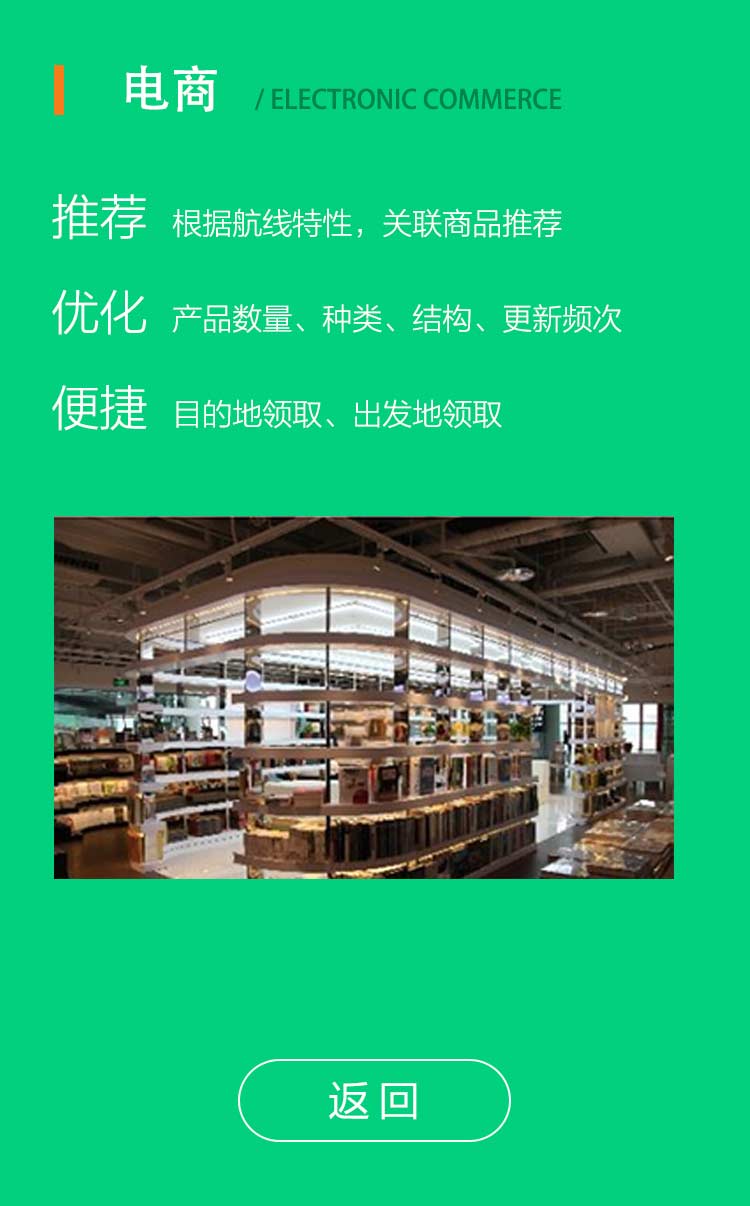 电商 / ELECTRONIC COMMERCE
推荐 根据航线特性，关联商品推荐
优化 产品数量、种类、结构、更新频次
便捷 目的地领取、出发地领取
返回